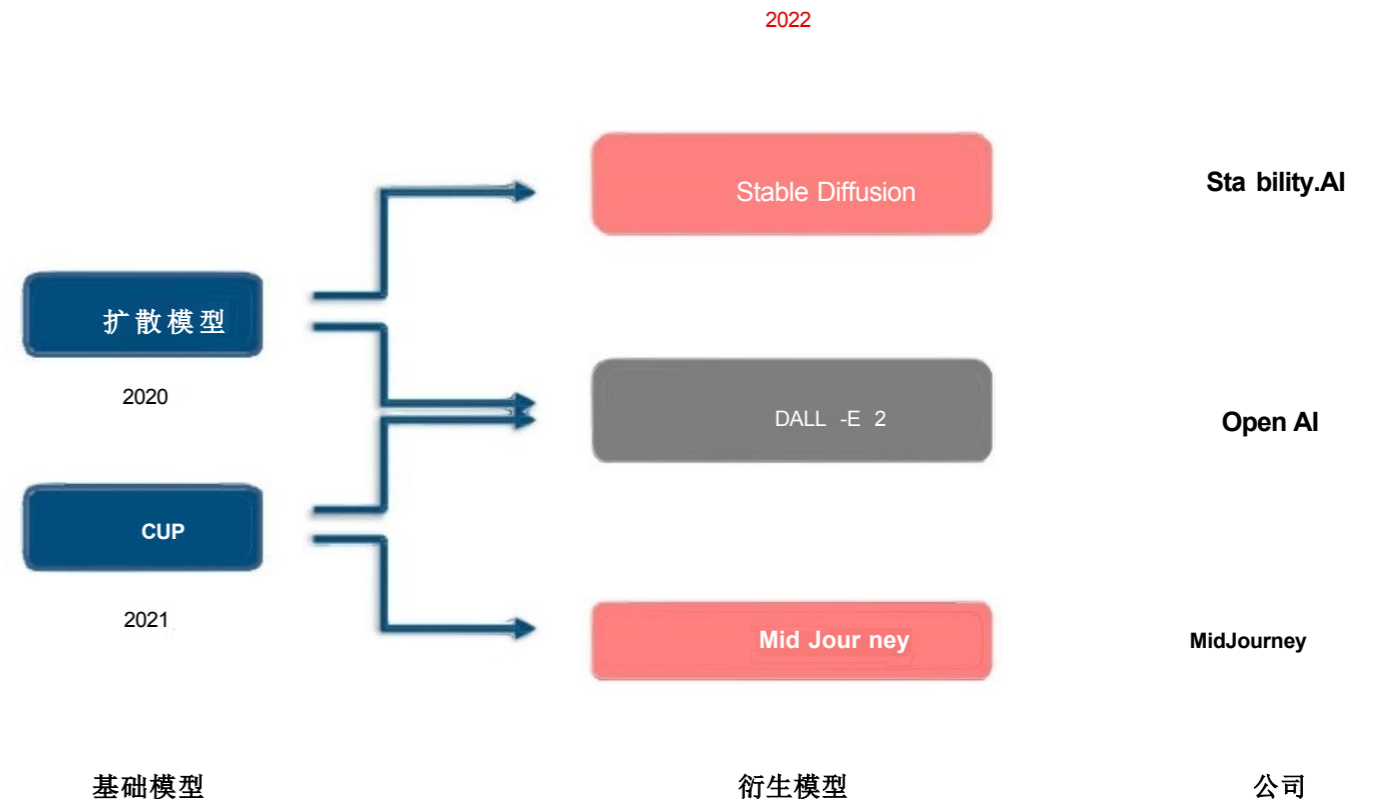 2022
Stable Diffusion
Sta bility.AI
扩散模型
2020
DALL -E 2
Open AI
CUP
2021
Mid Jour ney
MidJourney
基础模型
衍生模型
公司